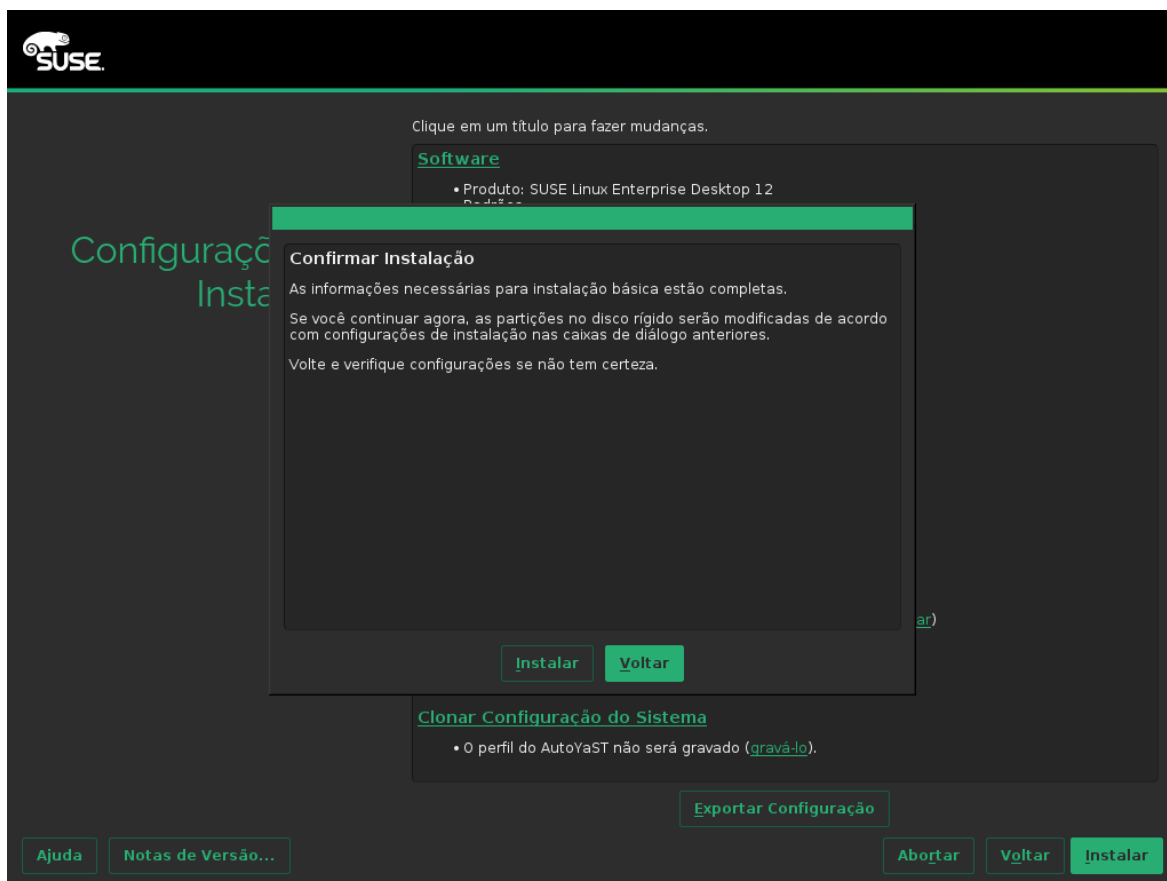 SUSE.
Clique em um título para fazer mudanças.
Software
• Produto: SUSE Linux Enterprise Desktop 12
Confirmar Instalação
As informações necessárias para instalação básica estão completas.
Se você continuar agora, as partições no disco rígido serão modificadas de acordo
com configurações de instalação nas caixas de diálogo anteriores.
Volte e verifique configurações se não tem certeza.
ar)
Instalar
Voltar
Clonar Configuração do Sistema
• O perfil do AutoYaST não será gravado (gravá-lo).
Exportar Configuração
Ajuda
Notas de Versão...
Abortar
Voltar
Instalar